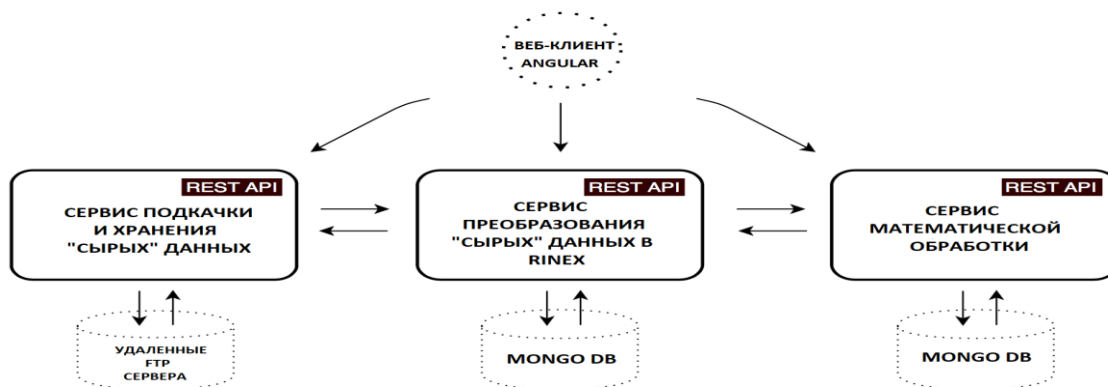 ВЕБ-КЛИЕНТ
ANGULAR
REST API
СЕРВИС ПОДКАЧКИ
И ХРАНЕНИЯ
"СЫРЫХ" ДАННЫХ
REST API
СЕРВИС
ПРЕОБРАЗОВАНИЯ
"СЫРЫХ" ДАННЫХ В
RINEX
REST API
СЕРВИС
МАТЕМАТИЧЕСКОЙ
ОБРАБОТКИ
УДАЛЕННЫЕ
FTP
СЕРВЕРА
MONGO DB
MONGO DB